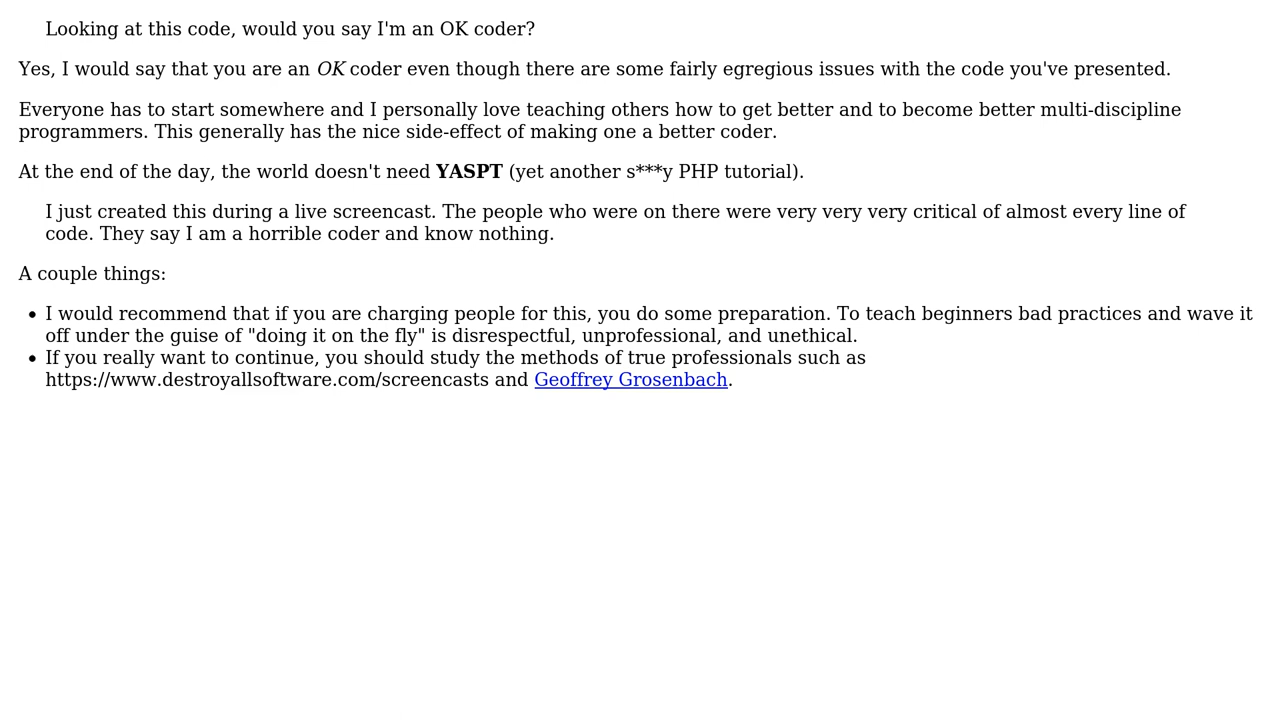 Looking at this code, would you say I'm an OK coder?
Yes, I would say that you are an OK coder even though there are some fairly egregious issues with the code you've presented.
Everyone has to start somewhere and I personally love teaching others how to get better and to become better multi-discipline
programmers. This generally has the nice side-effect of making one a better coder.
At the end of the day, the world doesn't need YASPT (yet another s***y PHP tutorial).
I just created this during a live screencast. The people who were on there were very very very critical of almost every line of
code. They say I am a horrible coder and know nothing.
A couple things:
• I would recommend that if you are charging people for this, you do some preparation. To teach beginners bad practices and wave it
off under the guise of "doing it on the fly" is disrespectful, unprofessional, and unethical.
• If you really want to continue, you should study the methods of true professionals such as
https://www.destroyallsoftware.com/screencasts and Geoffrey Grosenbach.